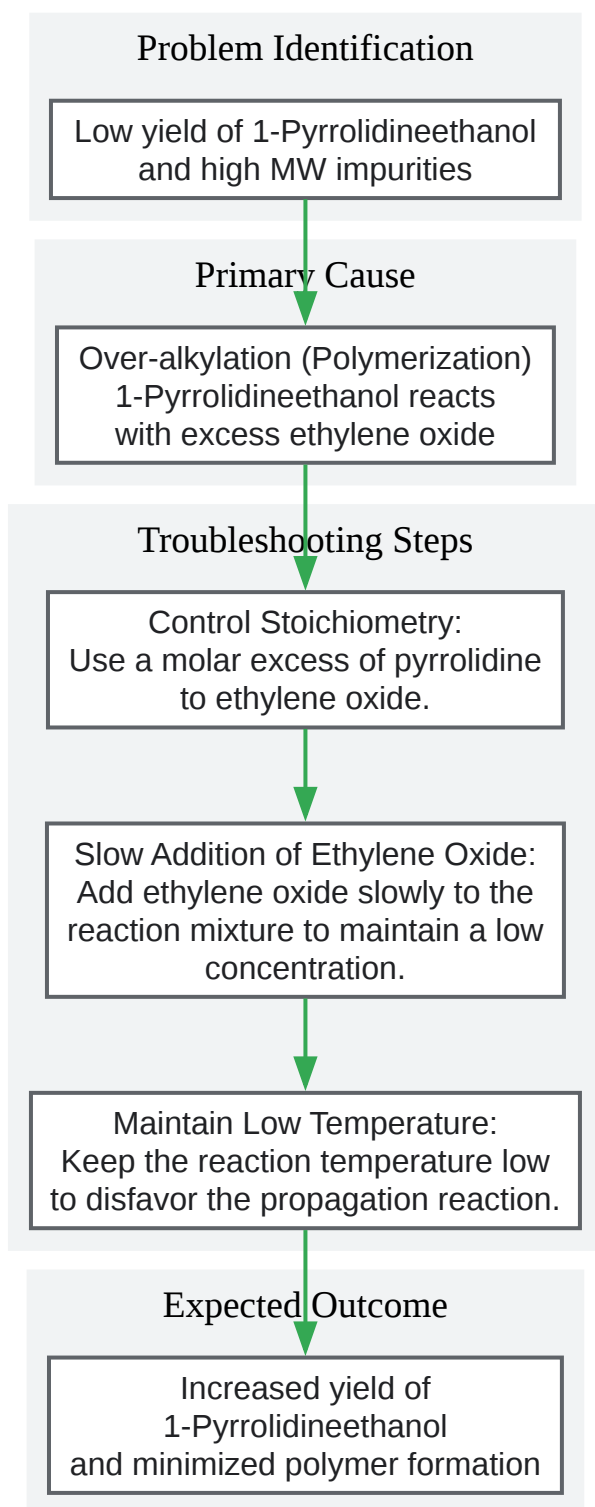 Problem Identification
Low yield of 1-Pyrrolidineethanol
and high MW impurities
Primary Cause
Over-alkylation (Polymerization)
1-Pyrrolidineethanol reacts
with excess ethylene oxide
Troubleshooting Steps
Control Stoichiometry:
Use a molar excess of pyrrolidine
to ethylene oxide.
Slow Addition of Ethylene Oxide:
Add ethylene oxide slowly to the
reaction mixture to maintain a low
concentration.
Maintain Low Temperature:
Keep the reaction temperature low
to disfavor the propagation reaction.
Expected Outcome
Increased yield of
1-Pyrrolidineethanol
and minimized polymer formation